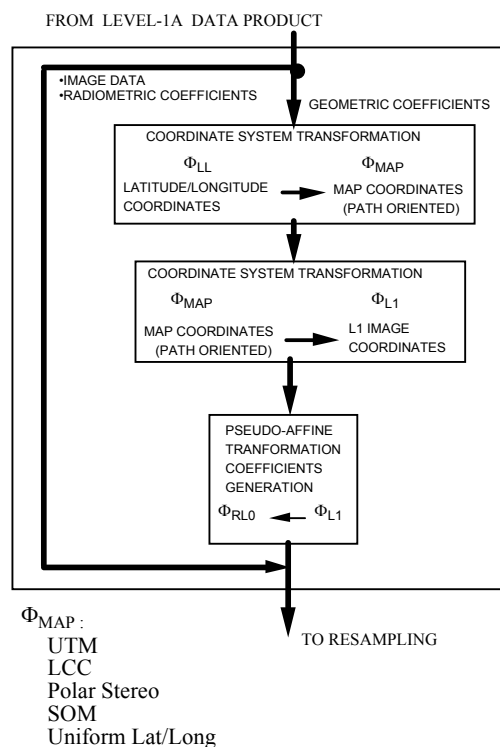 FROM LEVEL-1A DATA PRODUCT
•IMAGE DATA
•RADIOMETRIC COEFFICIENTS
GEOMETRIC COEFFICIENTS
COORDINATE SYSTEM TRANSFORMATION
ΦLL
ΦMAP
LATITUDE/LONGITUDE
COORDINATES
MAP COORDINATES
(PATH ORIENTED)
COORDINATE SYSTEM TRANSFORMATION
ΦMAP
ΦL1
MAP COORDINATES
(PATH ORIENTED)
L1 IMAGE
COORDINATES
PSEUDO-AFFINE
TRANFORMATION
COEFFICIENTS
GENERATION
ΦRL0
ΦL1
TO RESAMPLING
ΦMAP :
UTM
LCC
Polar Stereo
SOM
Uniform Lat/Long